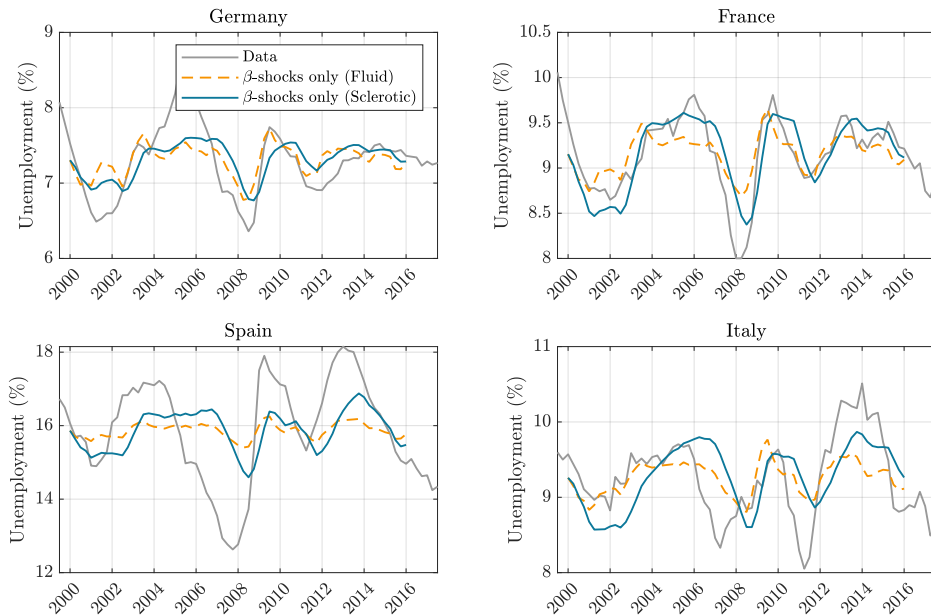 Germany
Unemployment (%)
9
8
7
6
Data
β-shocks only (Fluid)
β-shocks only (Sclerotic)
2000 2002 2004 2006 2008 2010 2012 2014 2016
France
Unemployment (%)
10.5
10
9.5
9
8.5
8
2000 2002 2004 2006 2008 2010 2012 2014 2016
Spain
Unemployment (%)
18
16
14
12
2000 2002 2004 2006 2008 2010 2012 2014 2016
Italy
Unemployment (%)
11
10
9
8
2000 2002 2004 2006 2008 2010 2012 2014 2016